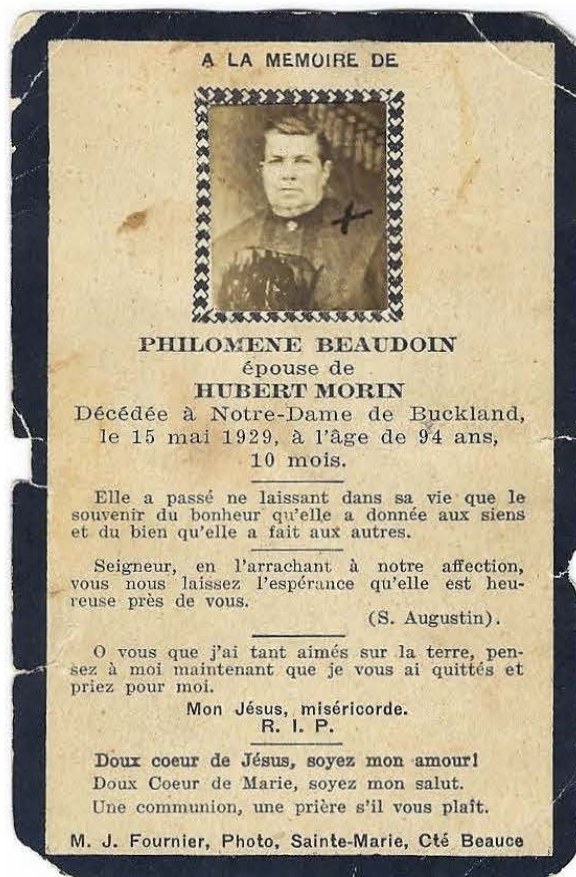 A LA MEMOIRE DE
PHILOMENE BEAUDOIN
épouse de
HUBERT MORIN
Décédée à Notre-Dame de Buckland,
le 15 mai 1929, à l'âge de 94 ans,
10 mois.
Elle a passé ne laissant dans sa vie que le
souvenir du bonheur qu'elle a donnée aux siens
et du bien qu'elle a fait aux autres.
Seigneur, en l'arrachant à notre affection,
vous nous laissez l'espérance qu'elle est heu-
reuse près de vous.
(S. Augustin).
O vous que j'ai tant aimés sur la terre, pen-
sez à moi maintenant que je vous ai quittés et
priez pour moi.
Mon Jésus, miséricorde.
R. I. P.
Doux coeur de Jésus, soyez mon amour!
Doux Coeur de Marie, soyez mon salut.
Une communion, une prière s'il vous plaît.
M. J. Fournier, Photo, Sainte-Marie, Cté Beauce